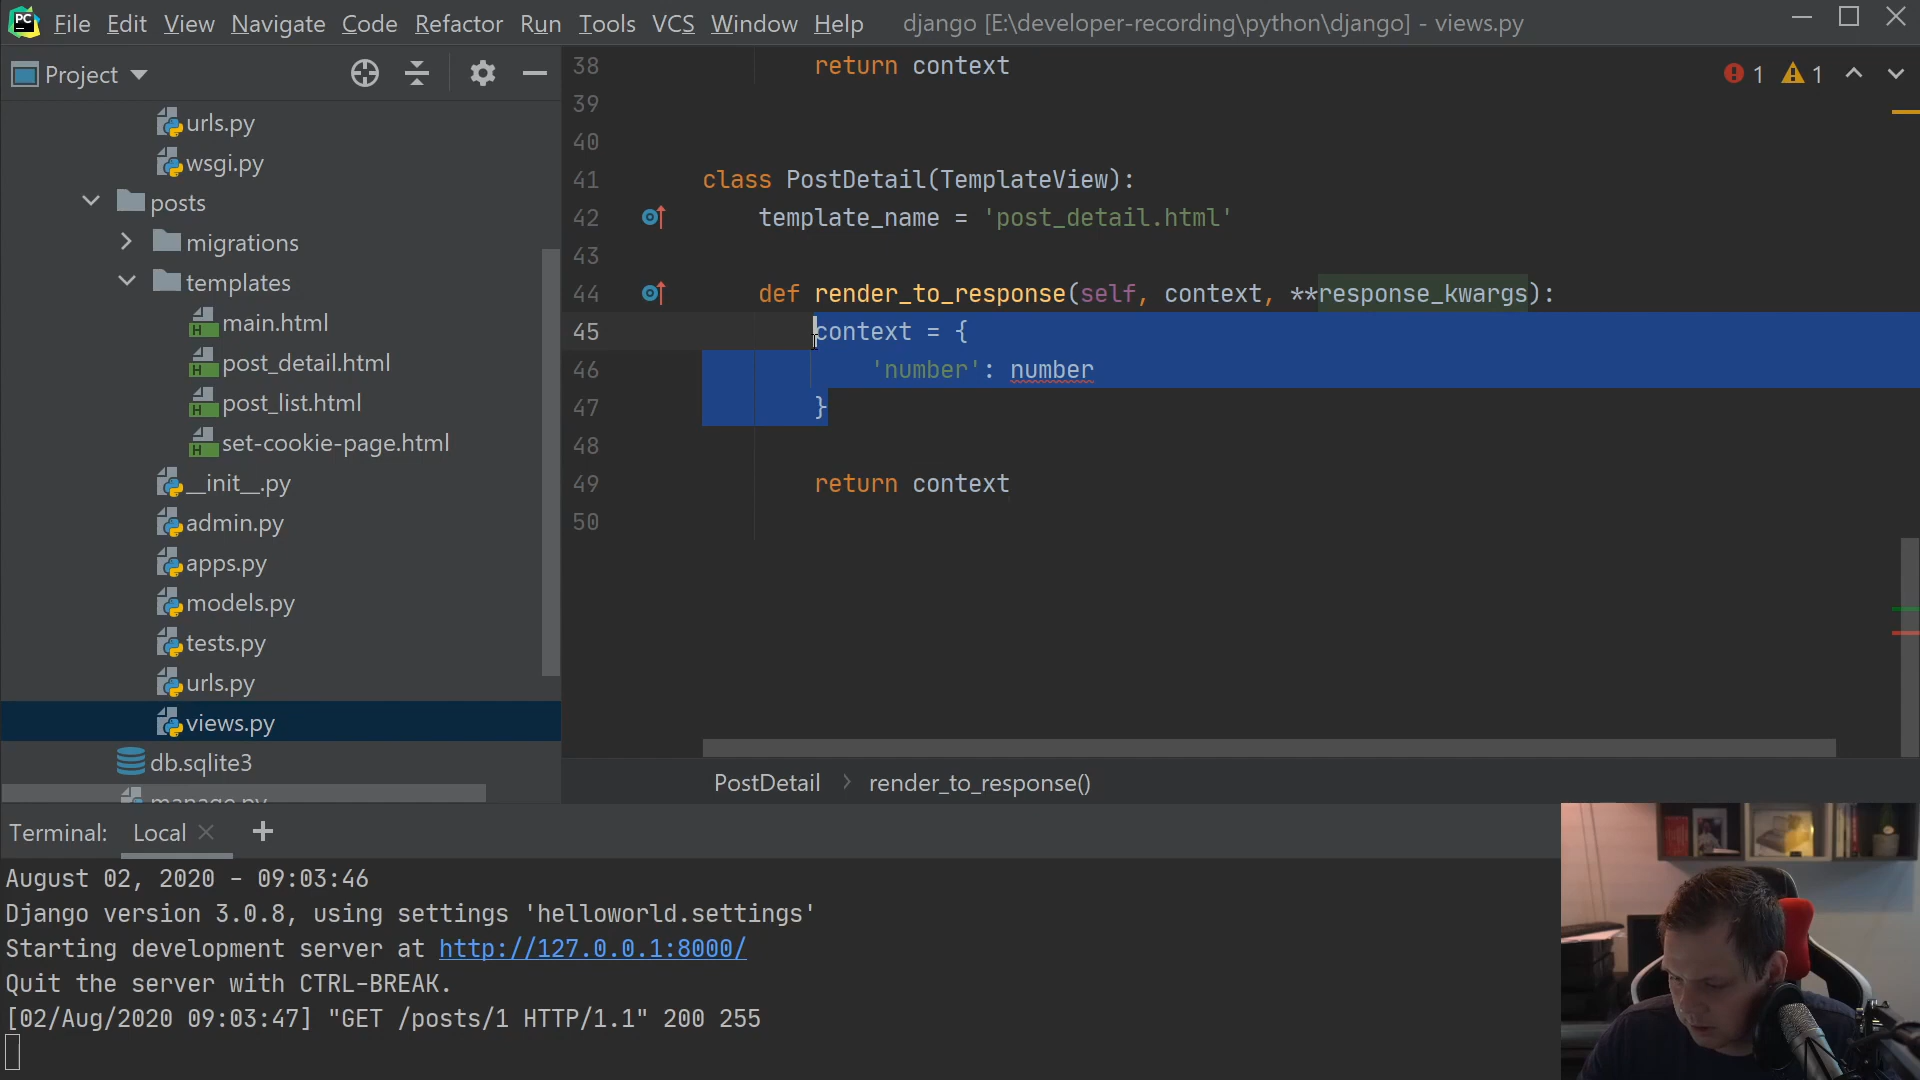 PC File Edit View Navigate Code Refactor Run Tools VCS Window Help django [E:\developer-recording\python\django] - views.py
Project
urls.py
wsgi.py
posts
migrations
templates
main.html
post_detail.html
post_list.html
set-cookie-page.html
__init__.py
admin.py
apps.py
models.py
tests.py
urls.py
views.py
db.sqlite3
manage.py
1 1
38 return context
39
40
41 class PostDetail(TemplateView):
42 template_name = 'post_detail.html'
43
44 def render_to_response(self, context, **response_kwargs):
45 context = {
46 'number': number
47 }
48
49 return context
50
PostDetail render_to_response()
Terminal: Local
August 02, 2020 - 09:03:46
Django version 3.0.8, using settings 'helloworld.settings'
Starting development server at http://127.0.0.1:8000/
Quit the server with CTRL-BREAK.
[02/Aug/2020 09:03:47] "GET /posts/1 HTTP/1.1" 200 255